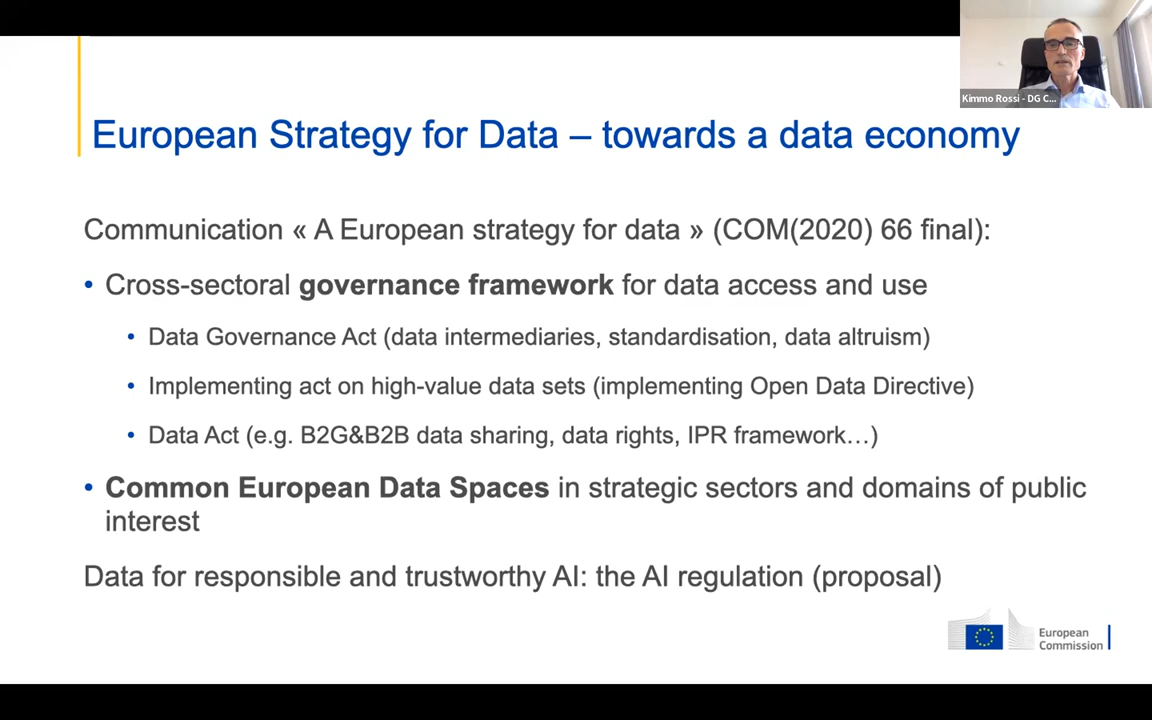 Kimmo Rossi - DG C...
European Strategy for Data – towards a data economy
Communication « A European strategy for data » (COM(2020) 66 final):
• Cross-sectoral governance framework for data access and use
• Data Governance Act (data intermediaries, standardisation, data altruism)
• Implementing act on high-value data sets (implementing Open Data Directive)
• Data Act (e.g. B2G&B2B data sharing, data rights, IPR framework…)
• Common European Data Spaces in strategic sectors and domains of public
interest
Data for responsible and trustworthy AI: the AI regulation (proposal)
European
Commission